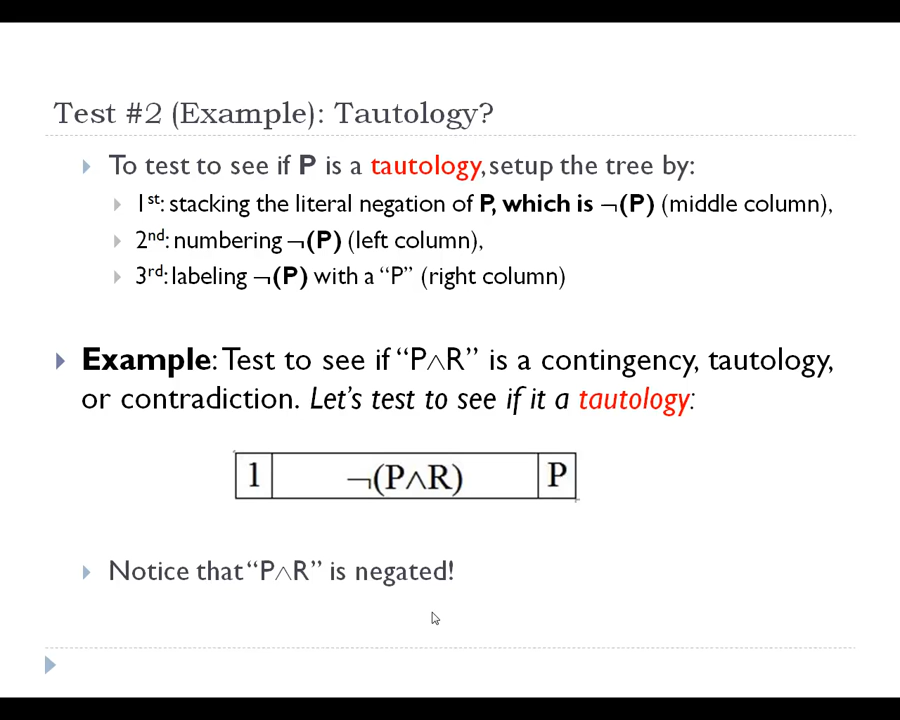 Test #2 (Example): Tautology?
To test to see if P is a tautology, setup the tree by:
1st: stacking the literal negation of P, which is ¬(P) (middle column),
2nd: numbering ¬(P) (left column),
3rd: labeling ¬(P) with a “P” (right column)
Example: Test to see if “P∧R” is a contingency, tautology,
or contradiction. Let’s test to see if it a tautology:
1 ¬(P∧R) P
Notice that “P∧R” is negated!